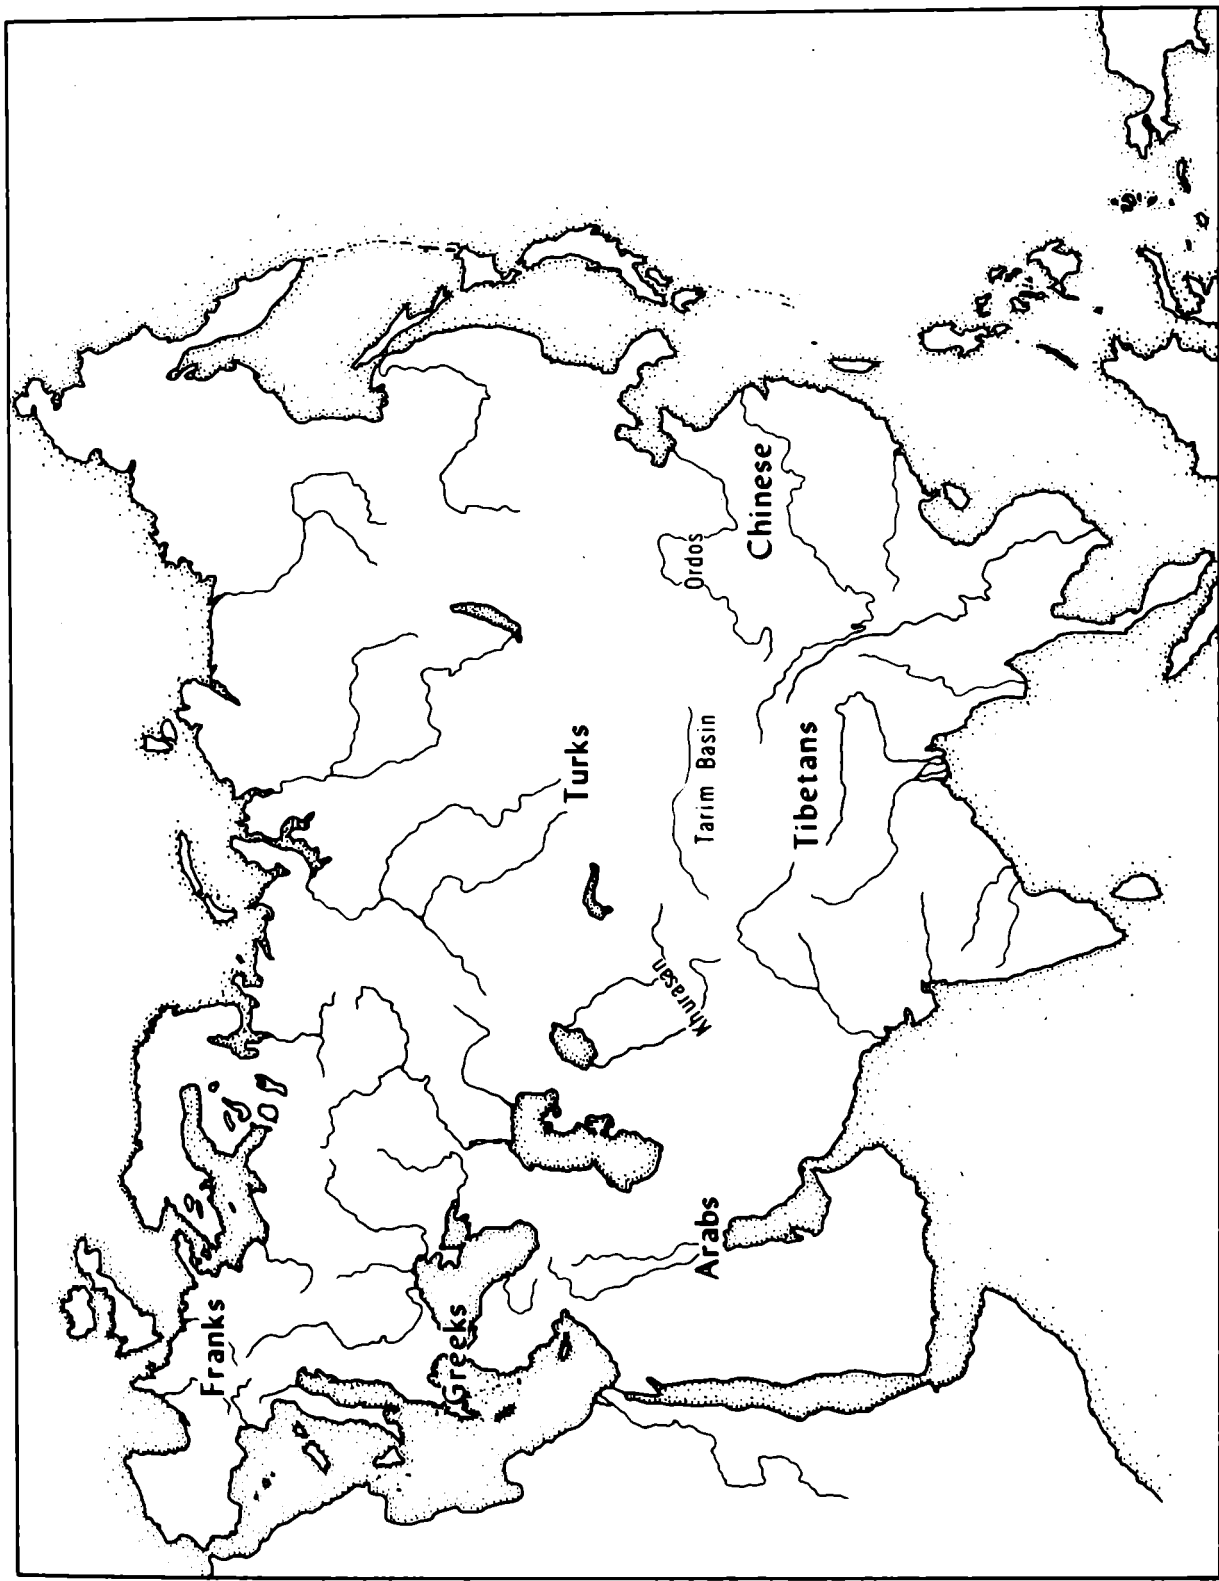 Franks
Greeks
Arabs
Khurasan
Turks
Tarim Basin
Tibetans
Ordos
Chinese